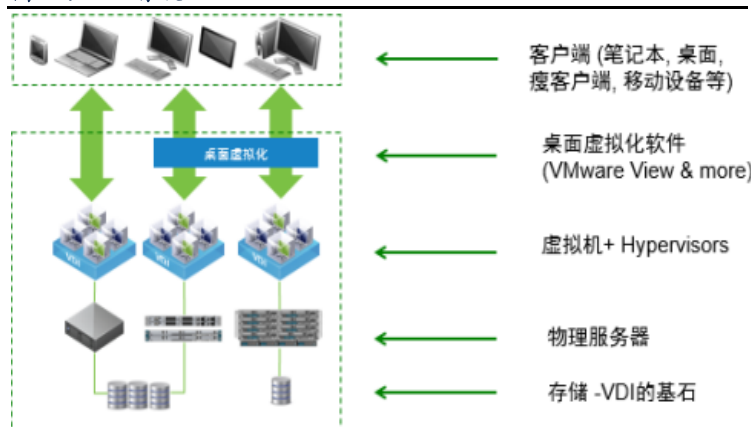 客户端 (笔记本, 桌面,
瘦客户端, 移动设备等)
桌面虚拟化
桌面虚拟化软件
(VMware View & more)
VDI
VDI
VDI
虚拟机+ Hypervisors
物理服务器
存储 -VDI的基石